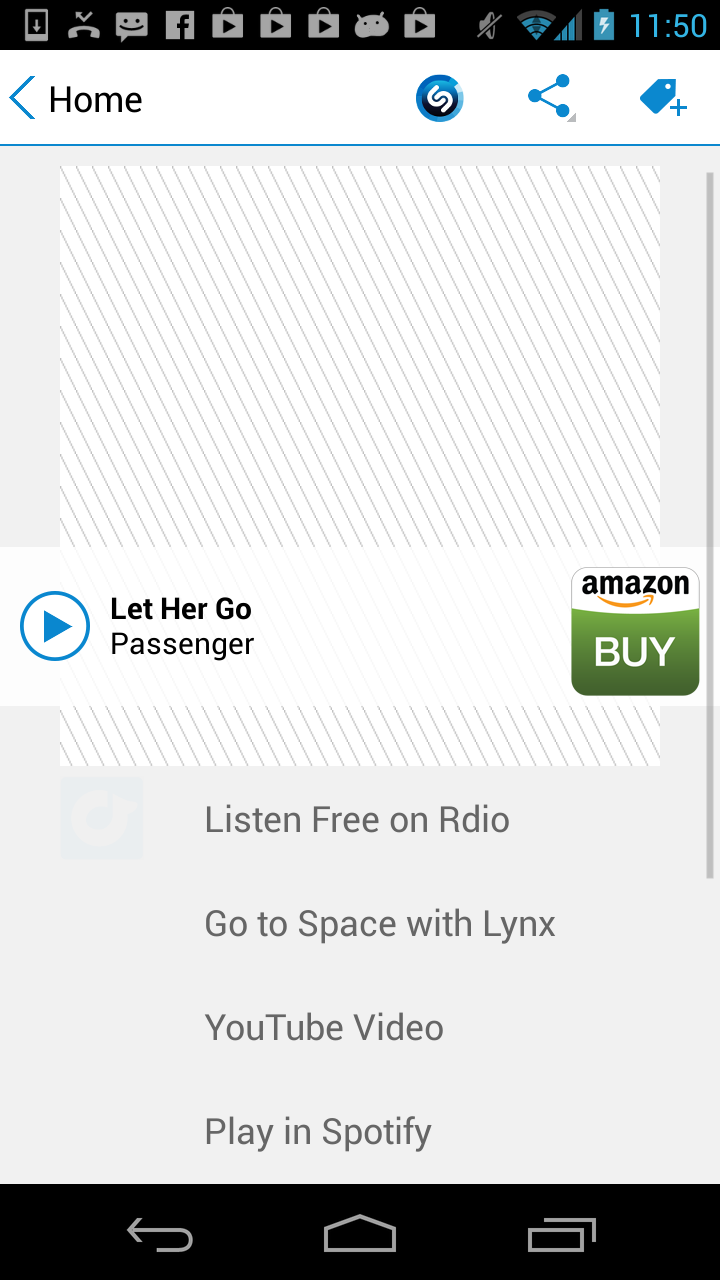 11:50
Home
Let Her Go
Passenger
amazon
BUY
Listen Free on Rdio
Go to Space with Lynx
YouTube Video
Play in Spotify